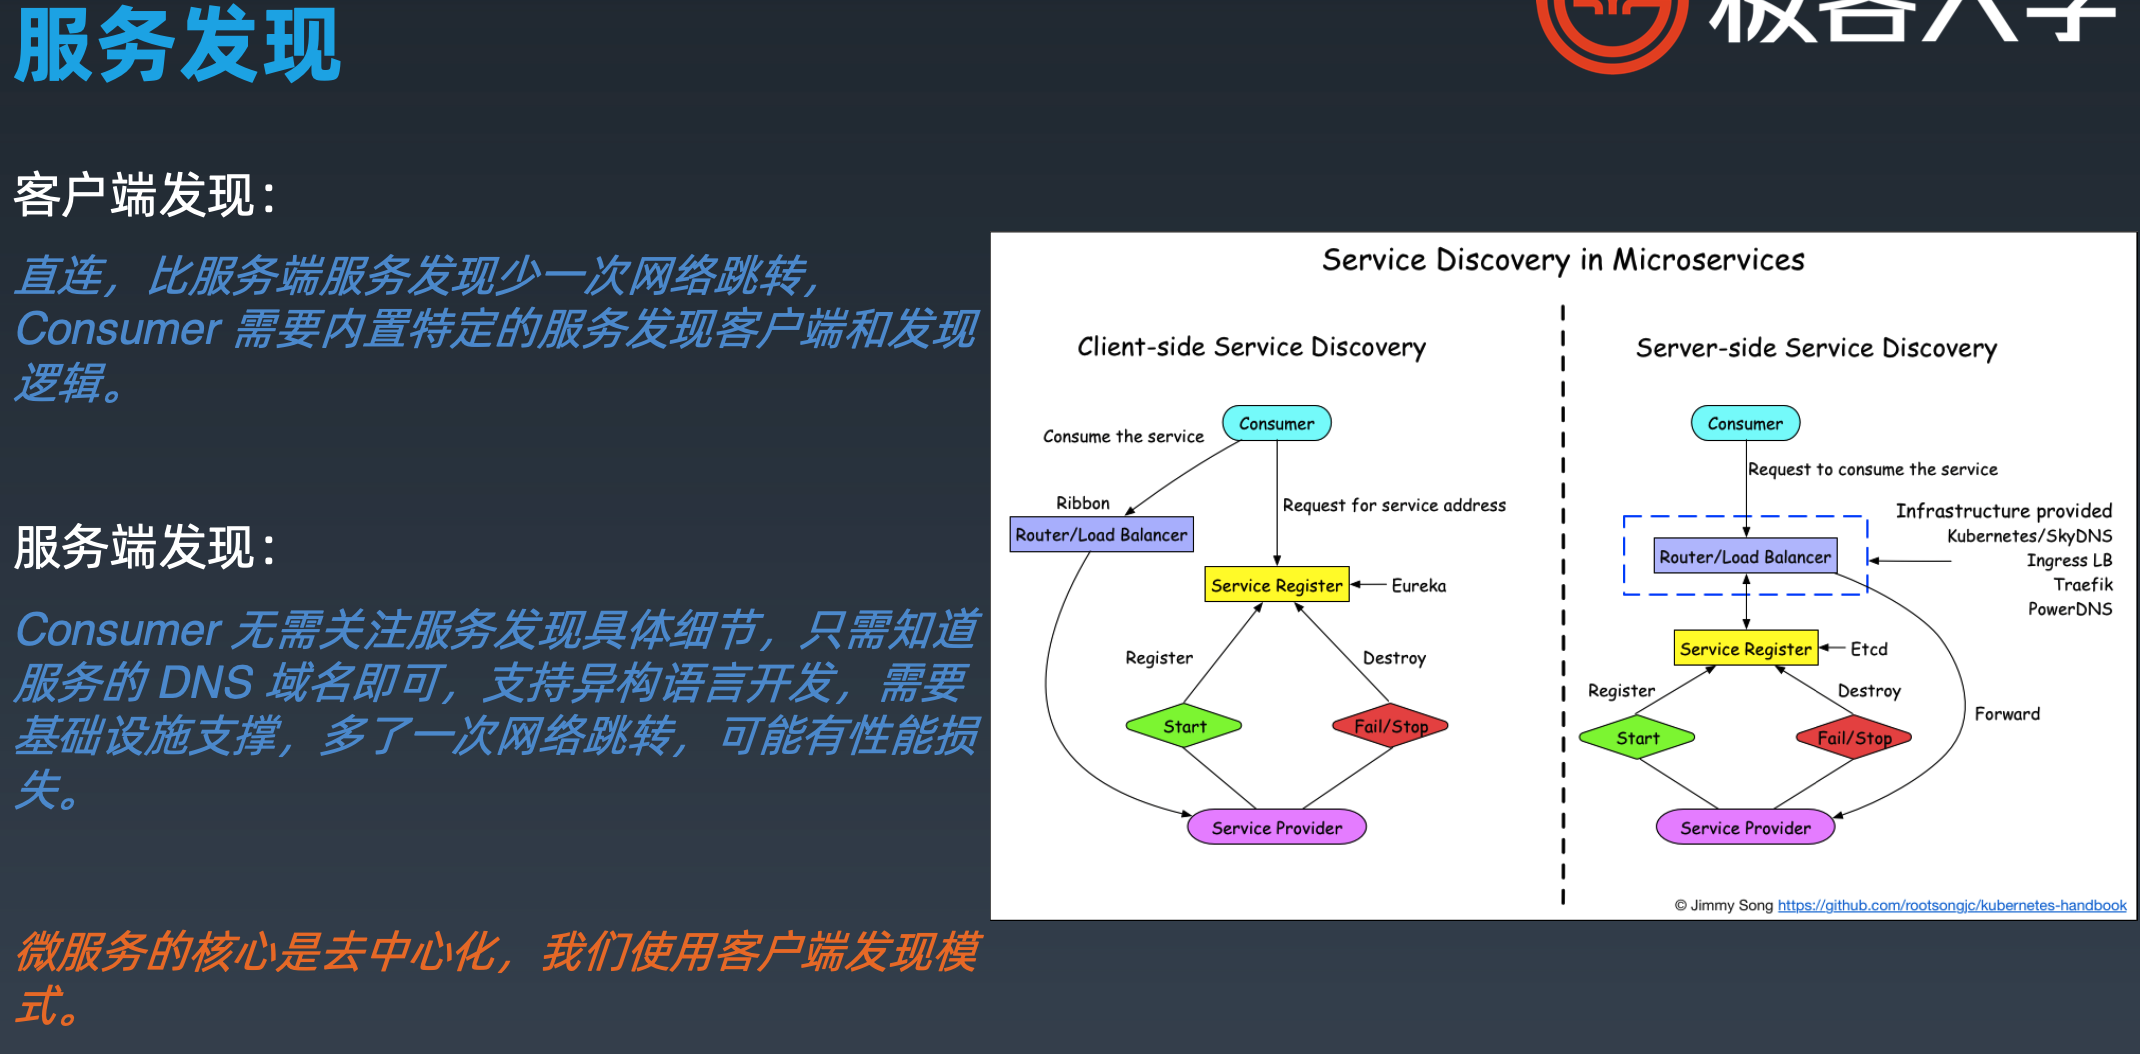 服务发现
客户端发现：
直连，比服务端服务发现少一次网络跳转，
Consumer 需要内置特定的服务发现客户端和发现
逻辑。
服务端发现：
Consumer 无需关注服务发现具体细节，只需知道
服务的 DNS 域名即可，支持异构语言开发，需要
基础设施支撑，多了一次网络跳转，可能有性能损
失。
微服务的核心是去中心化，我们使用客户端发现模
式。
Service Discovery in Microservices
Client-side Service Discovery
Consumer
Consume the service
Ribbon
Request for service address
Router/Load Balancer
Service Register
Eureka
Register
Destroy
Start
Fail/Stop
Service Provider
Server-side Service Discovery
Consumer
Request to consume the service
Infrastructure provided
Kubernetes/SkyDNS
Ingress LB
Traefik
PowerDNS
Router/Load Balancer
Service Register
Etcd
Register
Destroy
Forward
Start
Fail/Stop
Service Provider
© Jimmy Song https://github.com/rootsongjc/kubernetes-handbook